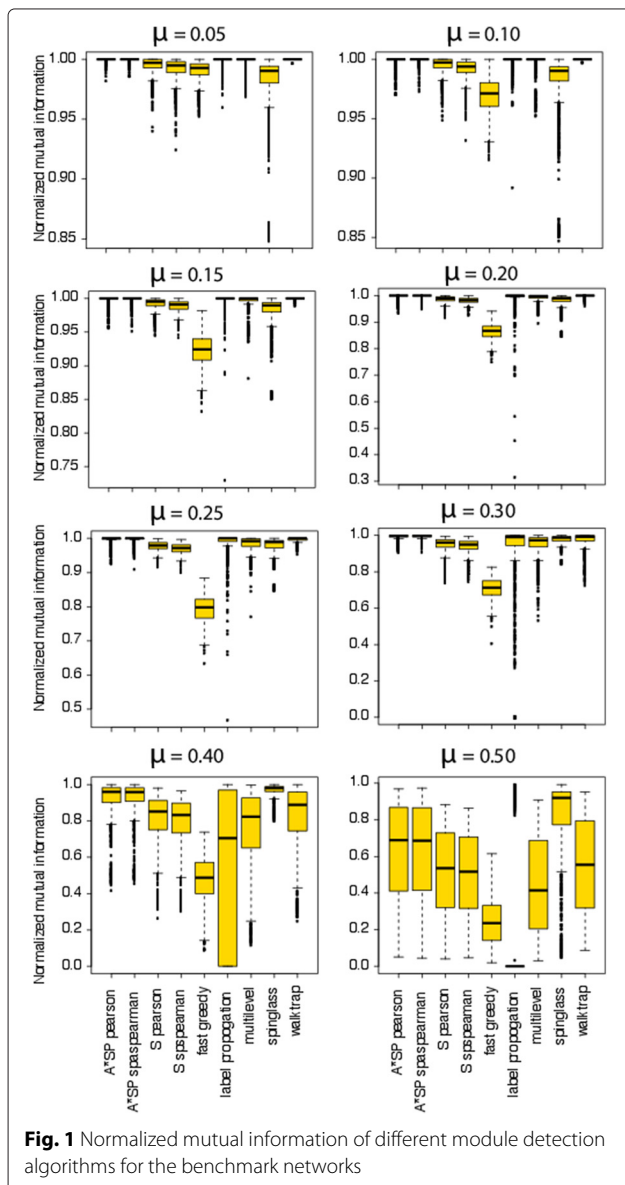 μ = 0.05
μ = 0.10
Normalized mutual information
1.00
0.95
0.90
0.85
1.00
0.95
0.90
0.85
μ = 0.15
μ = 0.20
Normalized mutual information
1.00
0.95
0.90
0.85
0.75
1.0
0.9
0.8
0.7
0.6
0.5
0.4
0.3
μ = 0.25
μ = 0.30
Normalized mutual information
1.0
0.9
0.8
0.7
0.6
0.5
1.0
0.8
0.6
0.4
0.2
0.0
μ = 0.40
μ = 0.50
Normalized mutual information
1.0
0.8
0.6
0.4
0.2
0.0
1.0
0.8
0.6
0.4
0.2
0.0
A*SP pearson
A*SP spaspearman
S pearson
S spspeaman
fast greedy
label propogation
multilevel
spinglass
walktrap
A*SP pearson
A*SP spaspearman
S pearson
S spspeaman
fast greedy
label propogation
multilevel
spinglass
walktrap
Fig. 1 Normalized mutual information of different module detection
algorithms for the benchmark networks